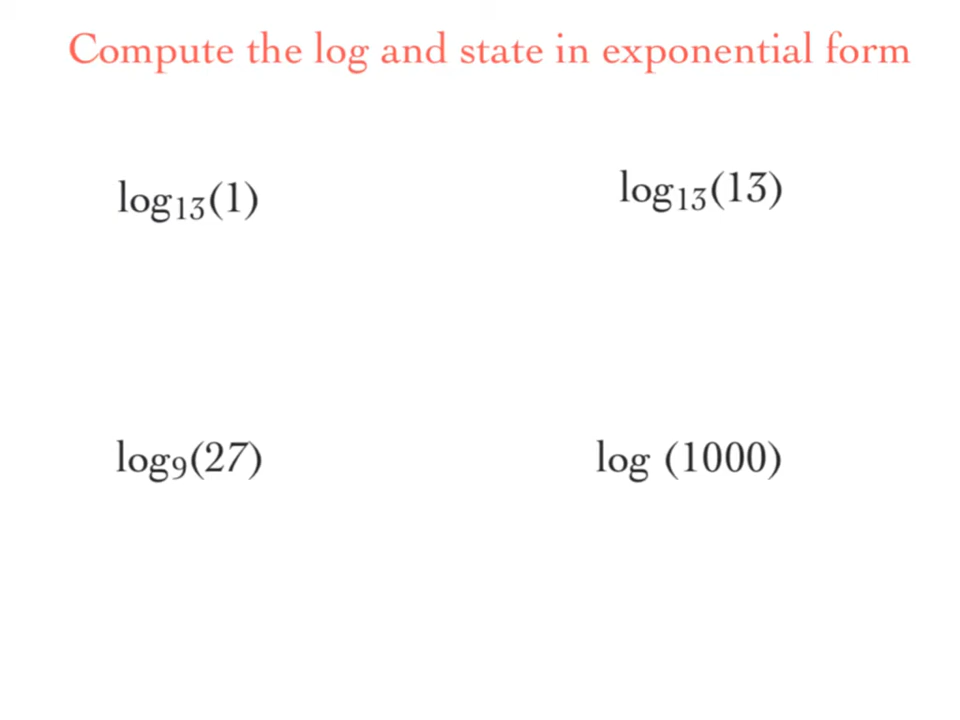 Compute the log and state in exponential form
log₁₃(1)
log₁₃(13)
log₉(27)
log (1000)